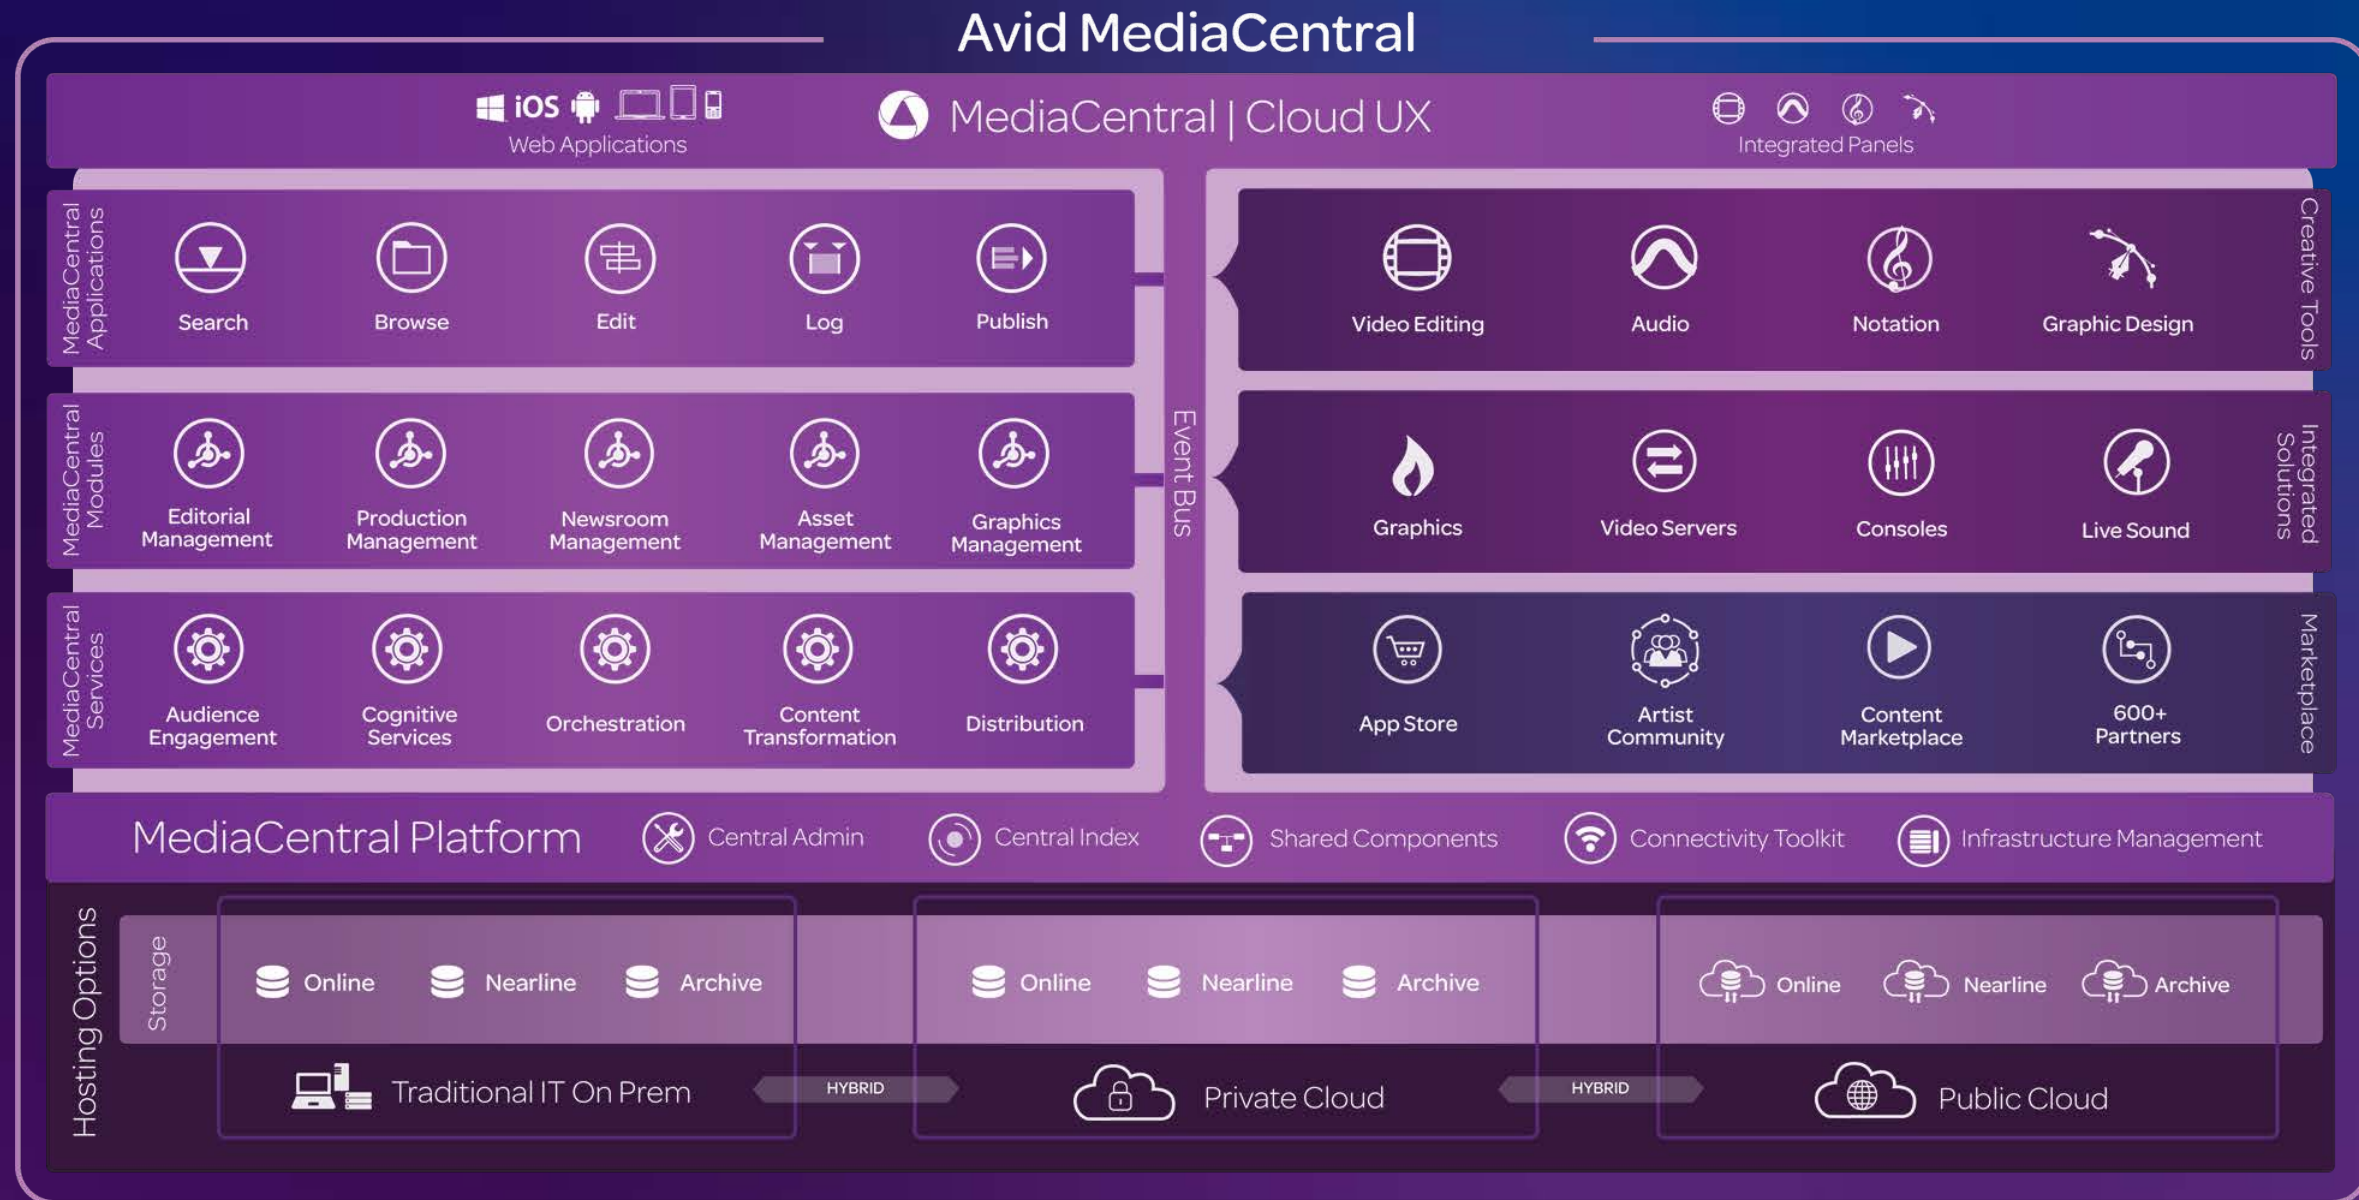 Avid MediaCentral
iOS
Web Applications
MediaCentral | Cloud UX
Integrated Panels
MediaCentral
Applications
Search
Browse
Edit
Log
Publish
Video Editing
Audio
Notation
Graphic Design
Creative Tools
MediaCentral
Modules
Editorial
Management
Production
Management
Newsroom
Management
Asset
Management
Graphics
Management
Event Bus
Graphics
Video Servers
Consoles
Live Sound
Integrated
Solutions
MediaCentral
Services
Audience
Engagement
Cognitive
Services
Orchestration
Content
Transformation
Distribution
App Store
Artist
Community
Content
Marketplace
600+
Partners
Marketplace
MediaCentral Platform
Central Admin
Central Index
Shared Components
Connectivity Toolkit
Infrastructure Management
Hosting Options
Storage
Online
Nearline
Archive
Online
Nearline
Archive
Online
Nearline
Archive
Traditional IT On Prem
HYBRID
Private Cloud
HYBRID
Public Cloud